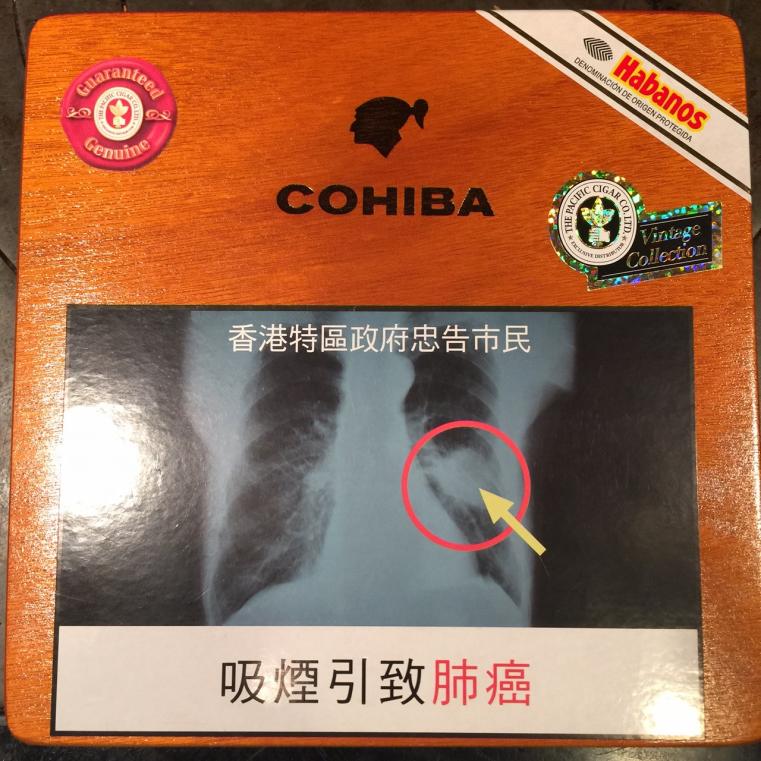 Guaranteed
THE PACIFIC CIGAR CO. LTD.
Genuine
Habanos
DENOMINACIÓN DE ORIGEN PROTEGIDA
COHIBA
THE PACIFIC CIGAR CO. LTD.
EXCLUSIVE DISTRIBUTER
Vintage
Collection
香港特區政府忠告市民
吸煙引致肺癌